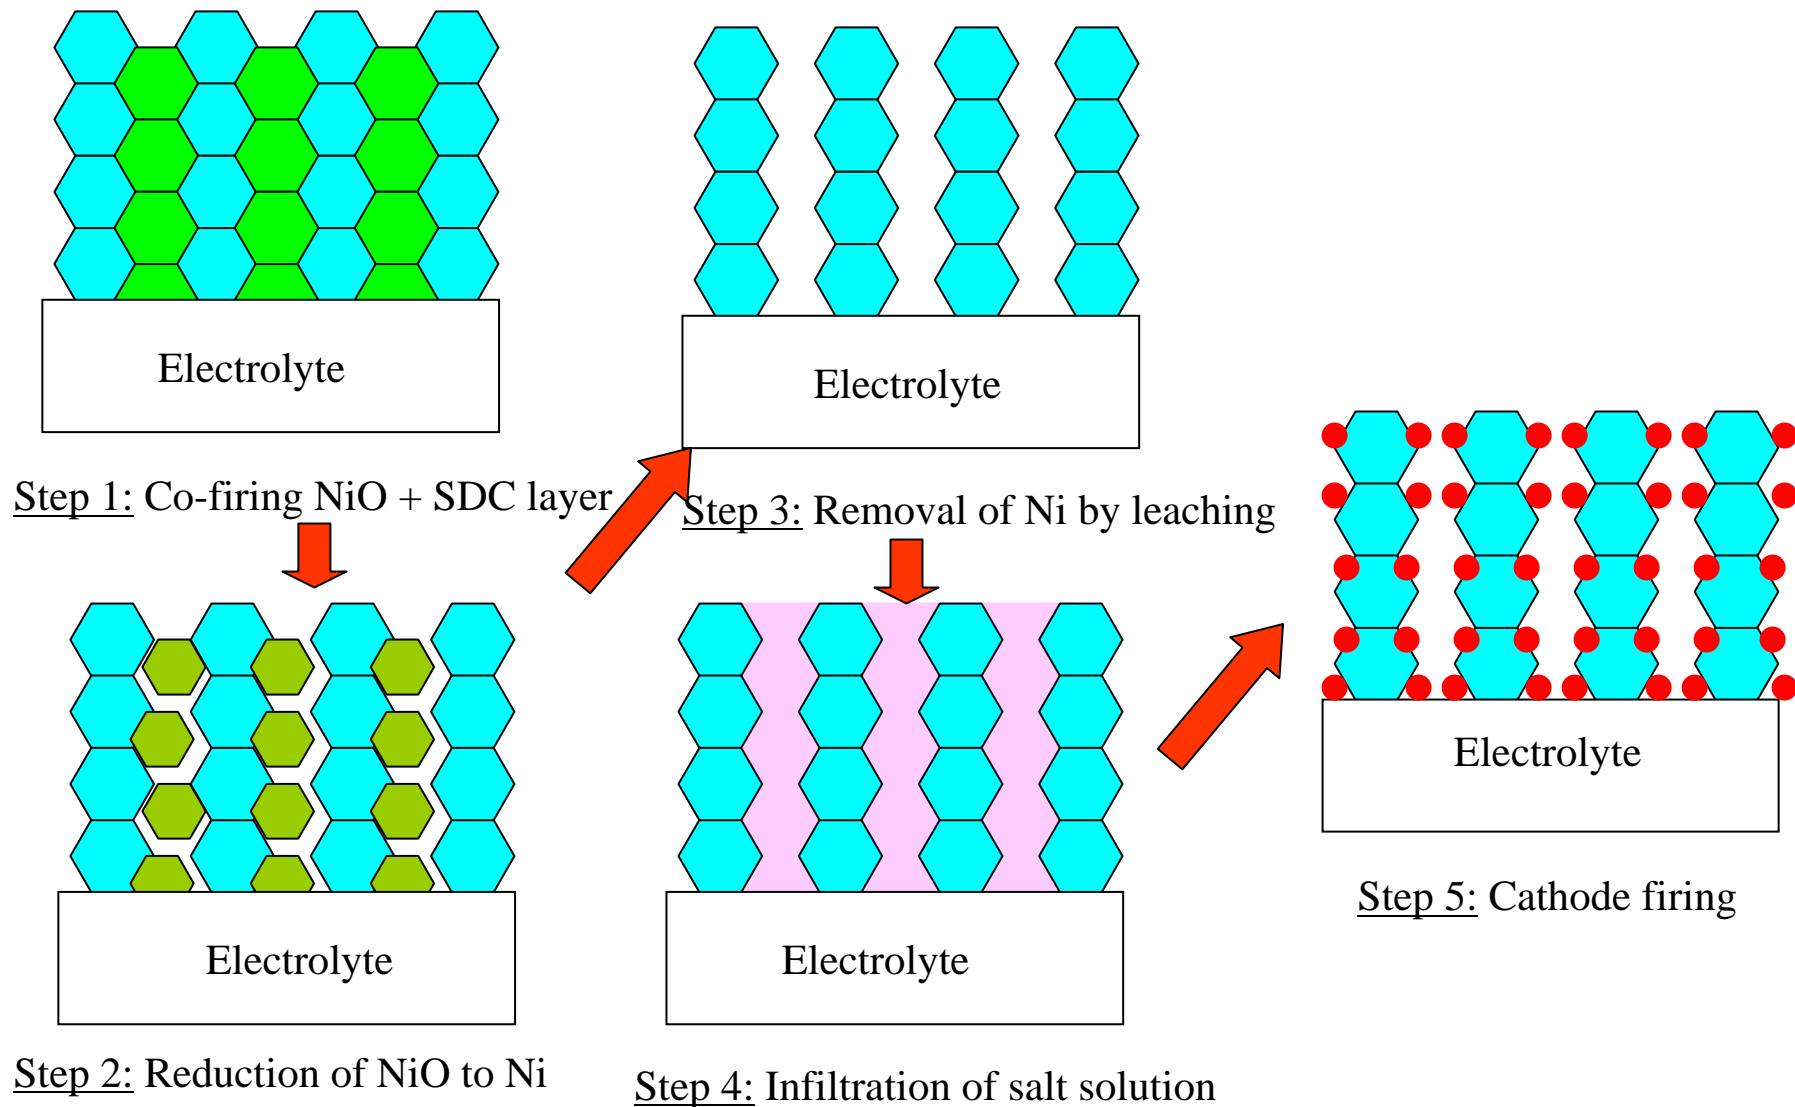 Electrolyte
Step 1: Co-firing NiO + SDC layer
Electrolyte
Step 2: Reduction of NiO to Ni
Electrolyte
Step 3: Removal of Ni by leaching
Electrolyte
Step 4: Infiltration of salt solution
Electrolyte
Step 5: Cathode firing